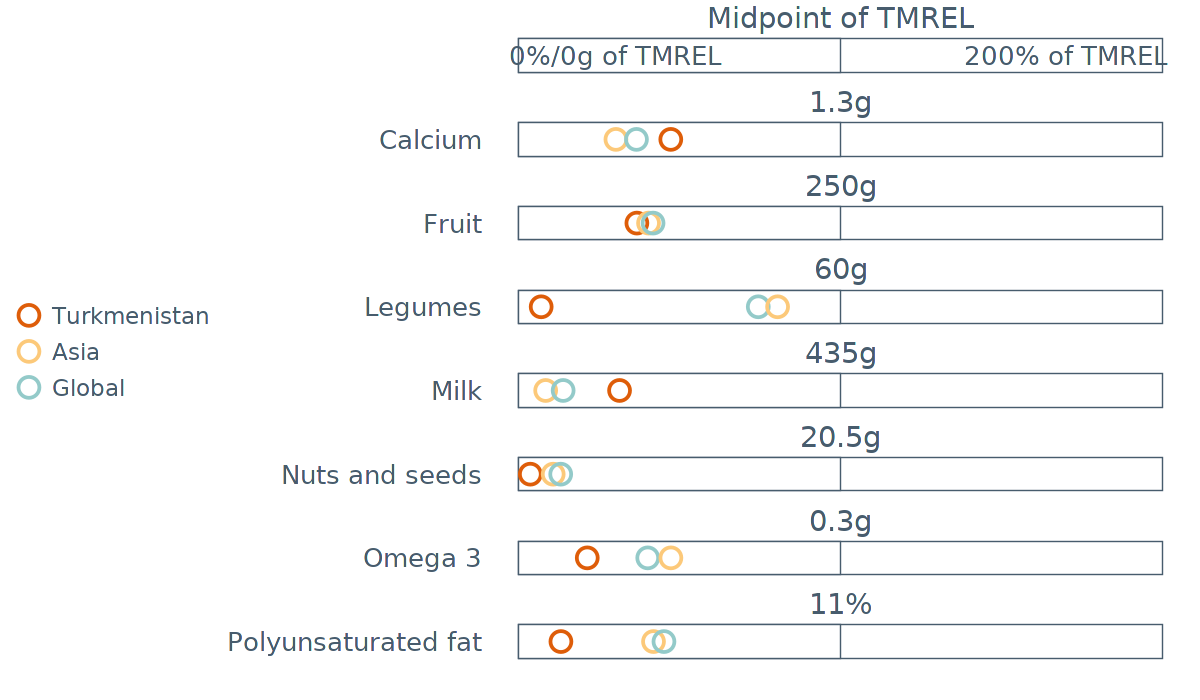 Midpoint of TMREL
0%/0g of TMREL
200% of TMREL
1.3g
Calcium
250g
Fruit
60g
Legumes
435g
Milk
20.5g
Nuts and seeds
0.3g
Omega 3
11%
Polyunsaturated fat
Turkmenistan
Asia
Global